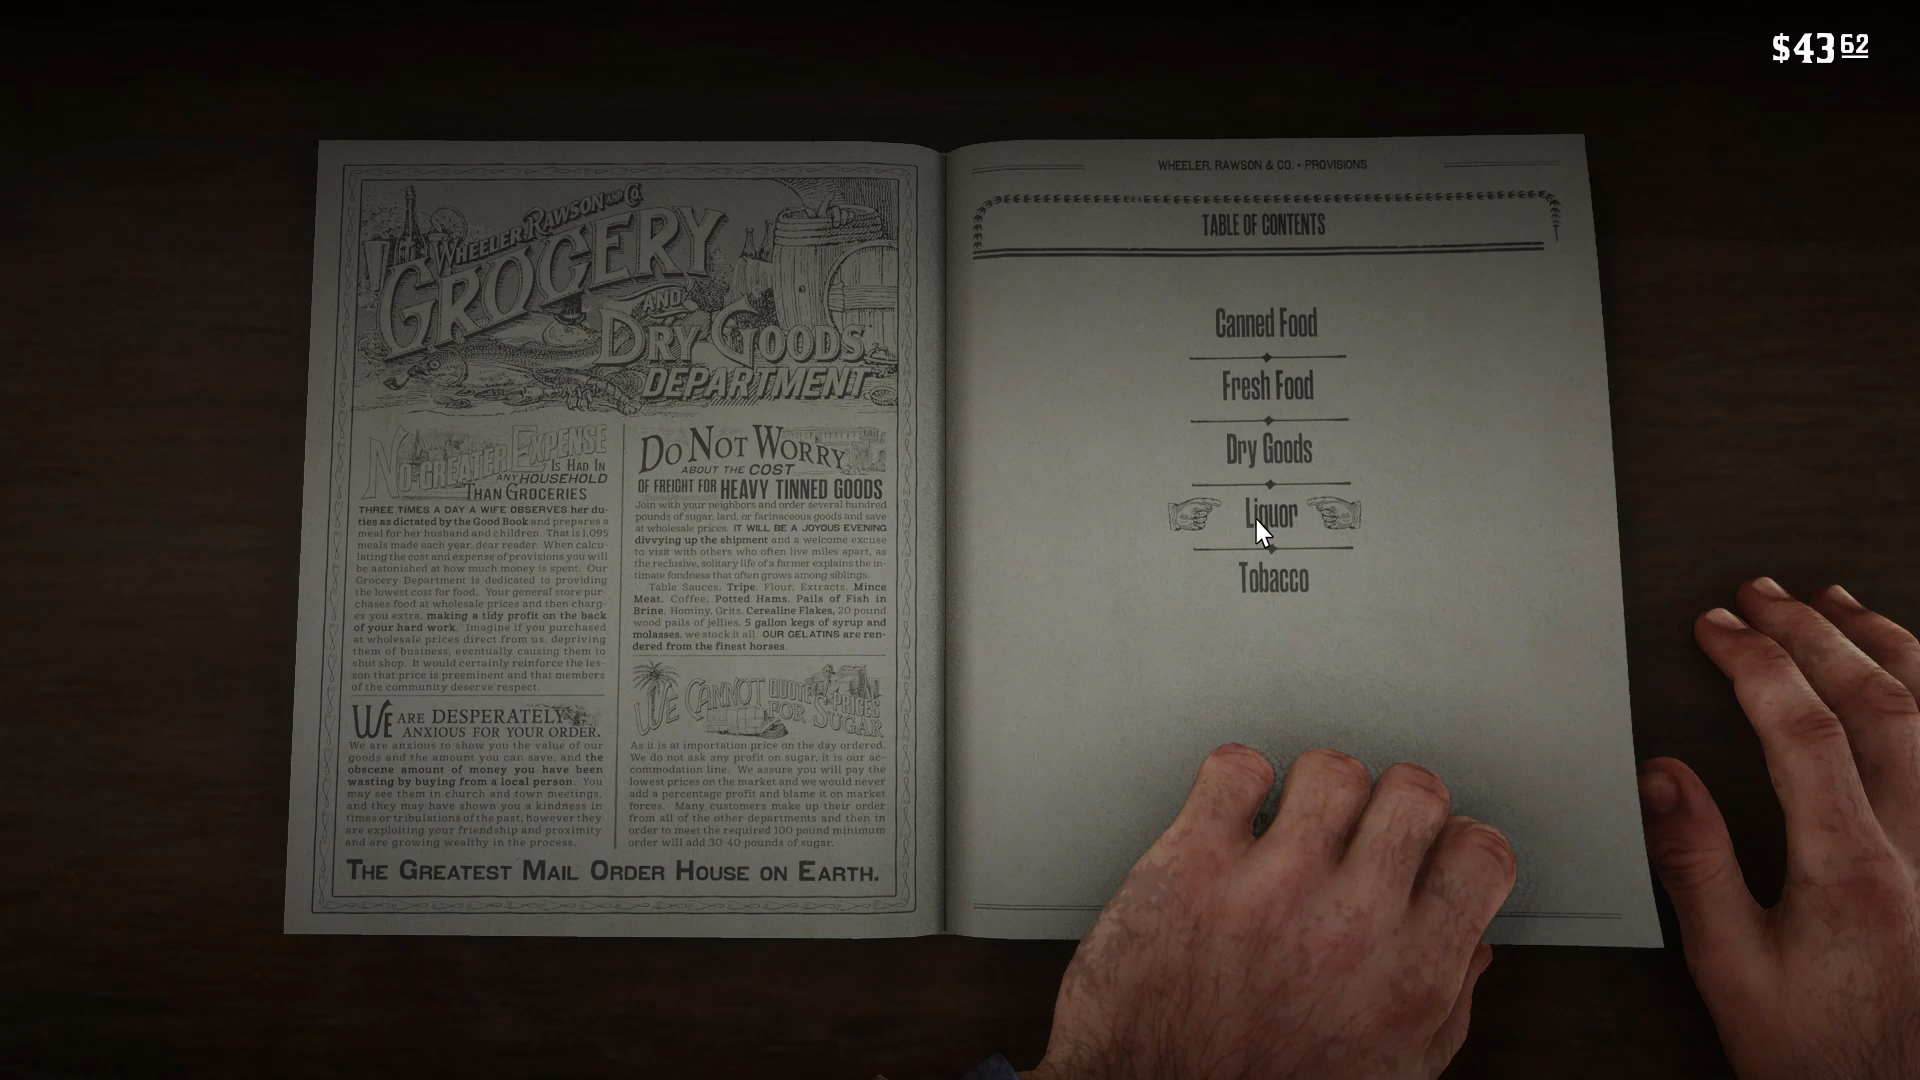 $43 62
WHEELER, RAWSON AND Co.
GROCERY
AND
DRY GOODS
DEPARTMENT
NO GREATER EXPENSE
IS HAD IN
ANY HOUSEHOLD
THAN GROCERIES
THREE TIMES A DAY A WIFE OBSERVES her du-
ties as dictated by the Good Book and prepares a
meal for her husband and children. That is 1,095
meals made each year, dear reader. When calcu-
lating the cost and expense of provisions you will
be astonished at how much money is spent. Our
Grocery Department is dedicated to providing
the lowest cost for food. Your general store pur-
chases food at wholesale prices and then charg-
es you extra, making a tidy profit on the back
of your hard work. Imagine if you purchased
at wholesale prices direct from us, depriving
them of business, eventually causing them to
shut shop. It would certainly reinforce the les-
son that price is preeminent and that members
of the community deserve respect.
WE ARE DESPERATELY
ANXIOUS FOR YOUR ORDER.
We are anxious to show you the value of our
goods and the amount you can save, and the
obscene amount of money you have been
wasting by buying from a local person. You
may see them in church and town meetings,
and they may have shown you a kindness in
times or tribulations of the past, however they
are exploiting your friendship and proximity
and are growing wealthy in the process.
DO NOT WORRY
ABOUT THE COST
OF FREIGHT FOR HEAVY TINNED GOODS
Join with your neighbors and order several hundred
pounds of sugar, lard, or farinaceous goods and save
at wholesale prices. IT WILL BE A JOYOUS EVENING
divvying up the shipment and a welcome excuse
to visit with others who often live miles apart, as
the reclusive, solitary life of a farmer explains the in-
timate fondness that often grows among siblings.
Table Sauces, Tripe, Flour, Extracts, Mince
Meat, Coffee, Potted Hams, Pails of Fish in
Brine, Hominy, Grits, Cerealine Flakes, 20 pound
wood pails of jellies, 5 gallon kegs of syrup and
molasses, we stock it all. OUR GELATINS are ren-
dered from the finest horses.
WE CANNOT QUOTE PRICES
FOR SUGAR
As it is at importation price on the day ordered.
We do not ask any profit on sugar, it is our ac-
commodation line. We assure you will pay the
lowest prices on the market and we would never
add a percentage profit and blame it on market
forces. Many customers make up their order
from all of the other departments and then in
order to meet the required 100 pound minimum
order will add 30-40 pounds of sugar.
THE GREATEST MAIL ORDER HOUSE ON EARTH.
WHEELER, RAWSON & CO. • PROVISIONS
TABLE OF CONTENTS
Canned Food
Fresh Food
Dry Goods
Liquor
Tobacco